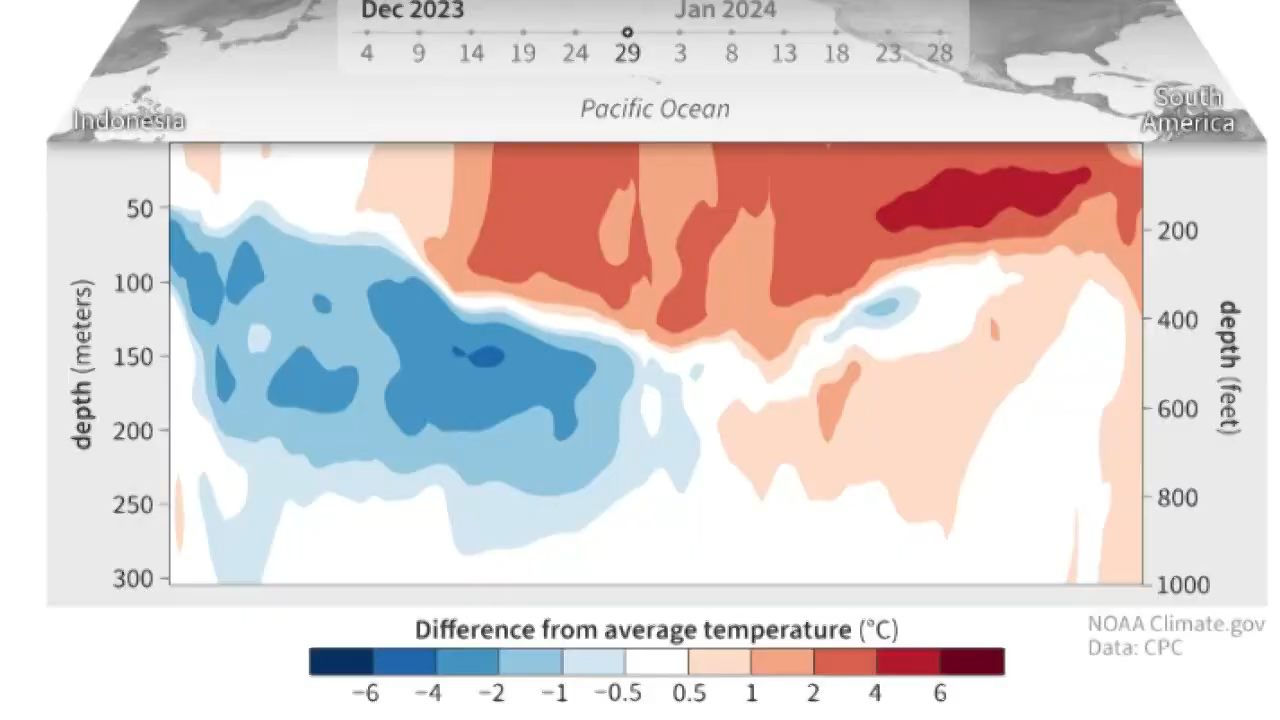 Dec 2023 Jan 2024
4 9 14 19 24 29 3 8 13 18 23 28
Indonesia
Pacific Ocean
South
America
depth (meters)
50
100
150
200
250
300
200
400
600
800
1000
depth (feet)
Difference from average temperature (°C)
−6 −4 −2 −1 −0.5 0.5 1 2 4 6
NOAA Climate.gov
Data: CPC